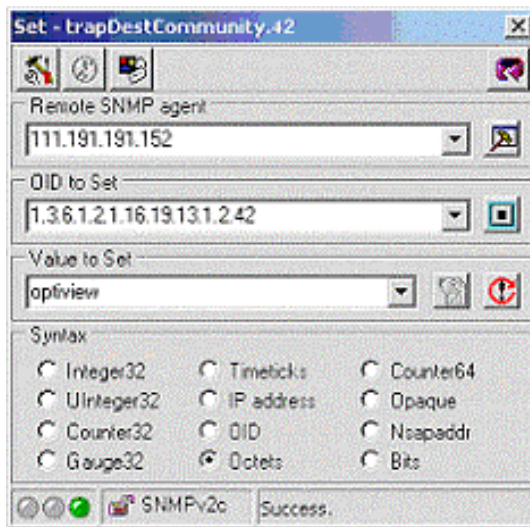 Set - trapDestCommunity.42
Remote SNMP agent
111.191.191.152
OID to Set
1.3.6.1.2.1.16.19.13.1.2.42
Value to Set
optiview
Syntax
Integer32 Timeticks Counter64
UInteger32 IP address Opaque
Counter32 OID Nsapaddr
Gauge32 Octets Bits
SNMPv2c Success.